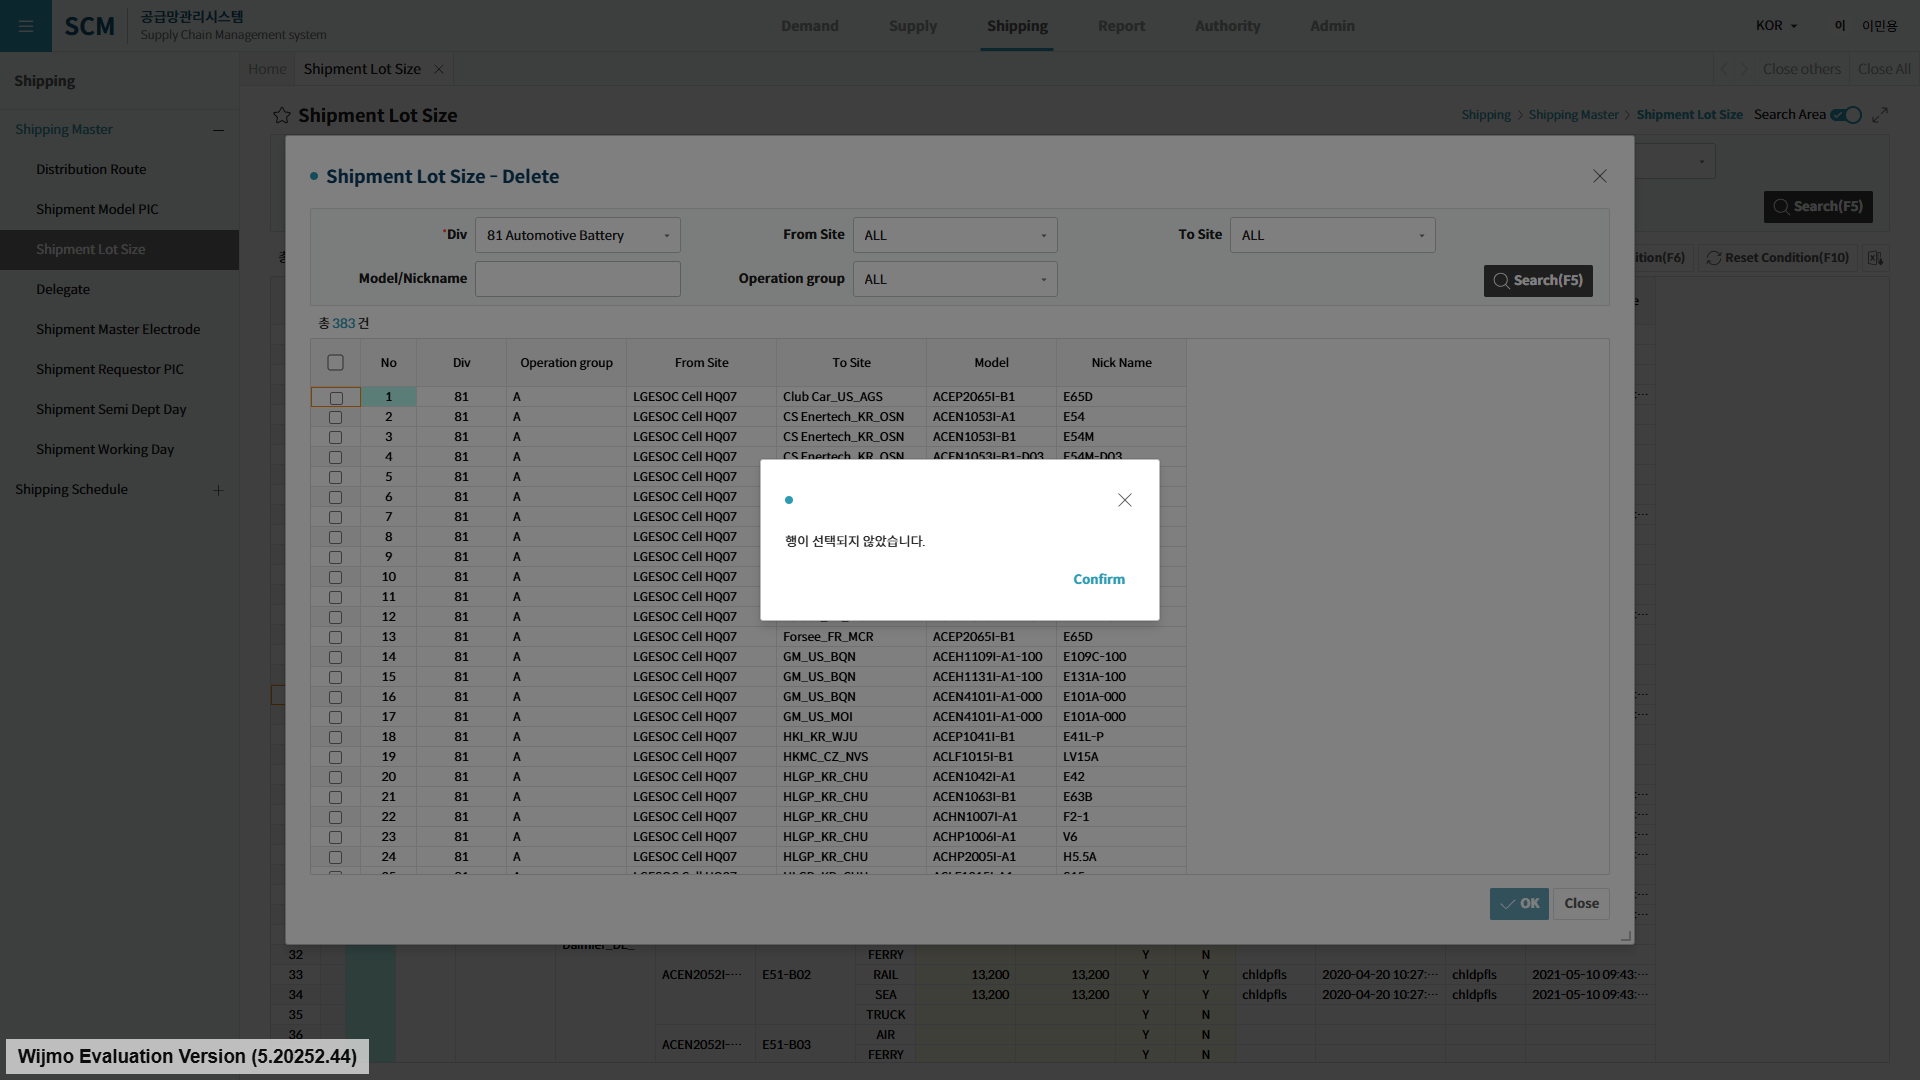 SCM 공급망관리시스템
Supply Chain Management system
Demand Supply Shipping Report Authority Admin
KOR 이 이민용
Shipping
Home Shipment Lot Size
Close others Close All
Shipping Master
Distribution Route
Shipment Model PIC
Shipment Lot Size
Delegate
Shipment Master Electrode
Shipment Requestor PIC
Shipment Semi Dept Day
Shipment Working Day
Shipping Schedule
Shipment Lot Size
Shipping > Shipping Master > Shipment Lot Size Search Area
Search(F5)
ition(F6) Reset Condition(F10)
Shipment Lot Size - Delete
*Div 81 Automotive Battery From Site ALL To Site ALL
Model/Nickname Operation group ALL Search(F5)
총 383 건
No Div Operation group From Site To Site Model Nick Name
1 81 A LGESOC Cell HQ07 Club Car_US_AGS ACEP2065I-B1 E65D
2 81 A LGESOC Cell HQ07 CS Enertech_KR_OSN ACEN1053I-A1 E54
3 81 A LGESOC Cell HQ07 CS Enertech_KR_OSN ACEN1053I-B1 E54M
4 81 A LGESOC Cell HQ07 CS Enertech_KR_OSN ACEN1053I-B1-D03 E54M-D03
5 81 A LGESOC Cell HQ07
6 81 A LGESOC Cell HQ07
7 81 A LGESOC Cell HQ07
8 81 A LGESOC Cell HQ07
9 81 A LGESOC Cell HQ07
10 81 A LGESOC Cell HQ07
11 81 A LGESOC Cell HQ07
12 81 A LGESOC Cell HQ07
13 81 A LGESOC Cell HQ07 Forsee_FR_MCR ACEP2065I-B1 E65D
14 81 A LGESOC Cell HQ07 GM_US_BQN ACEH1109I-A1-100 E109C-100
15 81 A LGESOC Cell HQ07 GM_US_BQN ACEH1131I-A1-100 E131A-100
16 81 A LGESOC Cell HQ07 GM_US_BQN ACEN4101I-A1-000 E101A-000
17 81 A LGESOC Cell HQ07 GM_US_MOI ACEN4101I-A1-000 E101A-000
18 81 A LGESOC Cell HQ07 HKI_KR_WJU ACEP1041I-B1 E41L-P
19 81 A LGESOC Cell HQ07 HKMC_CZ_NVS ACLF1015I-B1 LV15A
20 81 A LGESOC Cell HQ07 HLGP_KR_CHU ACEN1042I-A1 E42
21 81 A LGESOC Cell HQ07 HLGP_KR_CHU ACEN1063I-B1 E63B
22 81 A LGESOC Cell HQ07 HLGP_KR_CHU ACHN1007I-A1 F2-1
23 81 A LGESOC Cell HQ07 HLGP_KR_CHU ACHP1006I-A1 V6
24 81 A LGESOC Cell HQ07 HLGP_KR_CHU ACHP2005I-A1 H5.5A
행이 선택되지 않았습니다.
Confirm
OK Close
32 FERRY Y N
33 ACEN2052I-··· E51-B02 RAIL 13,200 13,200 Y Y chldpfls 2020-04-20 10:27:··· chldpfls 2021-05-10 09:43:···
34 SEA 13,200 13,200 Y Y chldpfls 2020-04-20 10:27:··· chldpfls 2021-05-10 09:43:···
35 TRUCK Y N
36 AIR Y N
ACEN2052I-··· E51-B03
FERRY Y N
Wijmo Evaluation Version (5.20252.44)